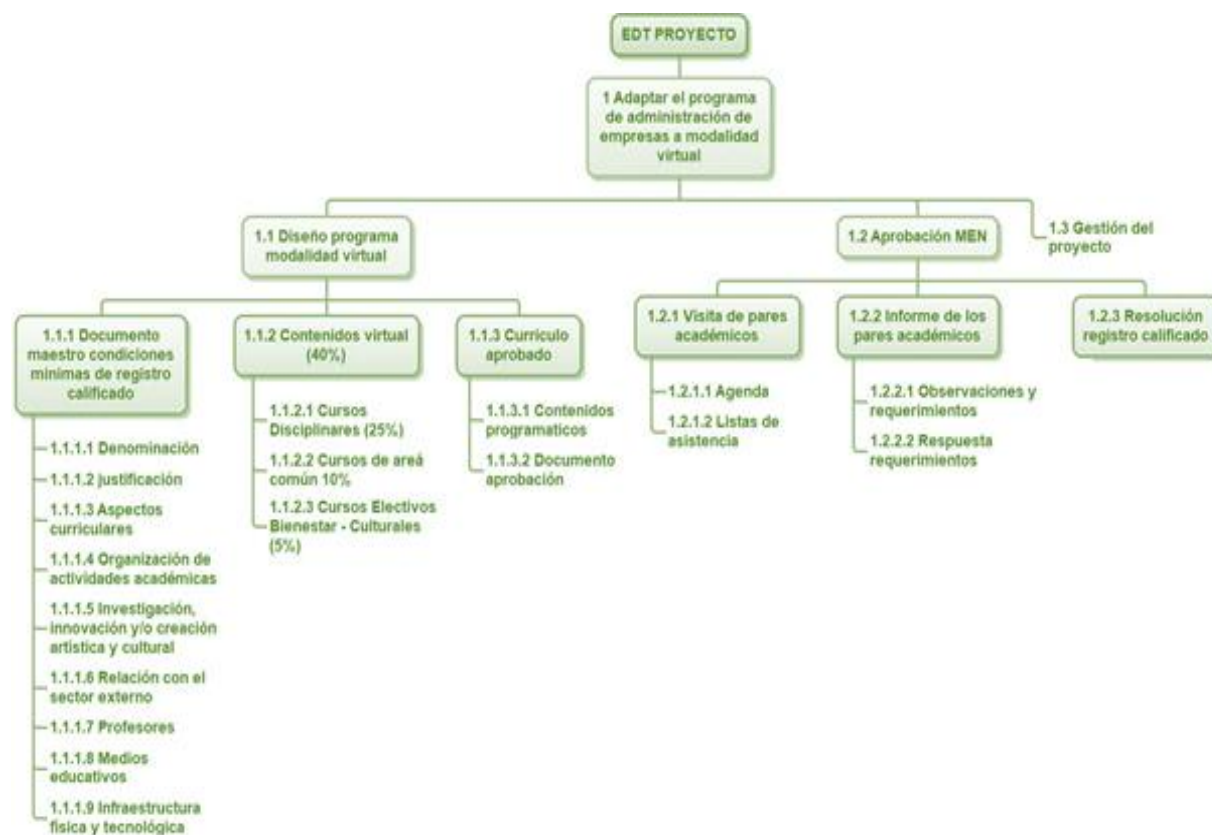 EDT PROYECTO
1 Adaptar el programa
de administración de
empresas a modalidad
virtual
1.1 Diseño programa
modalidad virtual
1.2 Aprobación MEN
1.3 Gestión del
proyecto
1.1.1 Documento
maestro condiciones
minimas de registro
calificado
1.1.1.1 Denominación
1.1.1.2 justificación
1.1.1.3 Aspectos
curriculares
1.1.1.4 Organización de
actividades académicas
1.1.1.5 Investigación,
innovación y/o creación
artistica y cultural
1.1.1.6 Relación con el
sector externo
1.1.1.7 Profesores
1.1.1.8 Medios
educativos
1.1.1.9 Infraestructura
fisica y tecnológica
1.1.2 Contenidos virtual
(40%)
1.1.2.1 Cursos
Disciplinares (25%)
1.1.2.2 Cursos de areá
común 10%
1.1.2.3 Cursos Electivos
Bienestar - Culturales
(5%)
1.1.3 Currículo
aprobado
1.1.3.1 Contenidos
programaticos
1.1.3.2 Documento
aprobación
1.2.1 Visita de pares
académicos
1.2.1.1 Agenda
1.2.1.2 Listas de
asistencia
1.2.2 Informe de los
pares académicos
1.2.2.1 Observaciones y
requerimientos
1.2.2.2 Respuesta
requerimientos
1.2.3 Resolución
registro calificado